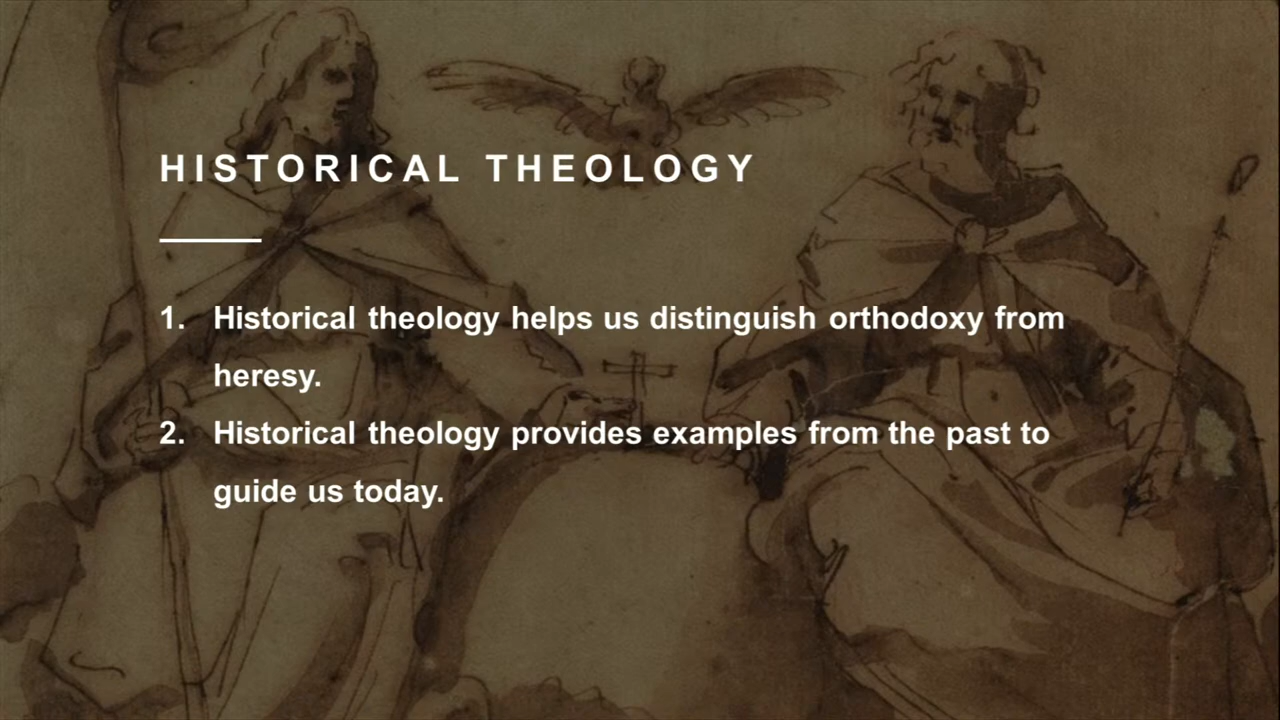 HISTORICAL THEOLOGY
1. Historical theology helps us distinguish orthodoxy from
heresy.
2. Historical theology provides examples from the past to
guide us today.